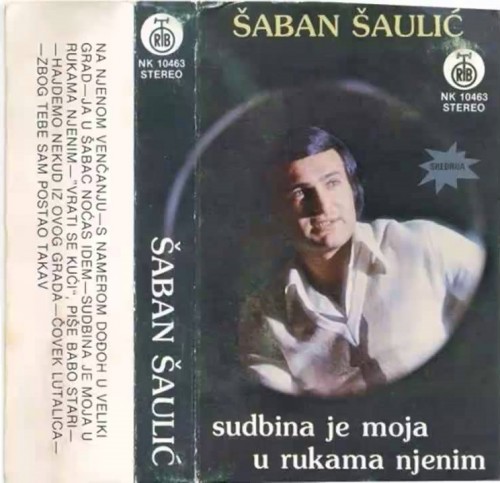 NA NJENOM VENČANJU—S NAMEROM DOĐOH U VELIKI
GRAD—JA U ŠABAC NOĆAS IDEM—SUDBINA JE MOJA U
RUKAMA NJENIM—"VRATI SE KUĆI", PIŠE BABO STARI—
—HAJDEMO NEKUD IZ OVOG GRADA—ČOVEK LUTALICA—
—ZBOG TEBE SAM POSTAO TAKAV
RTB
NK 10463
STEREO
ŠABAN ŠAULIĆ
ŠABAN ŠAULIĆ
RTB
NK 10463
STEREO
sudbina je moja
u rukama njenim